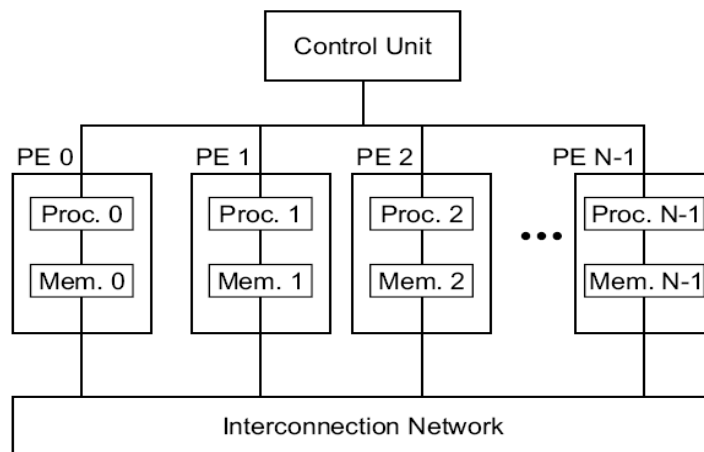 Control Unit
PE 0 PE 1 PE 2 PE N-1
Proc. 0 Proc. 1 Proc. 2 Proc. N-1
•••
Mem. 0 Mem. 1 Mem. 2 Mem. N-1
Interconnection Network